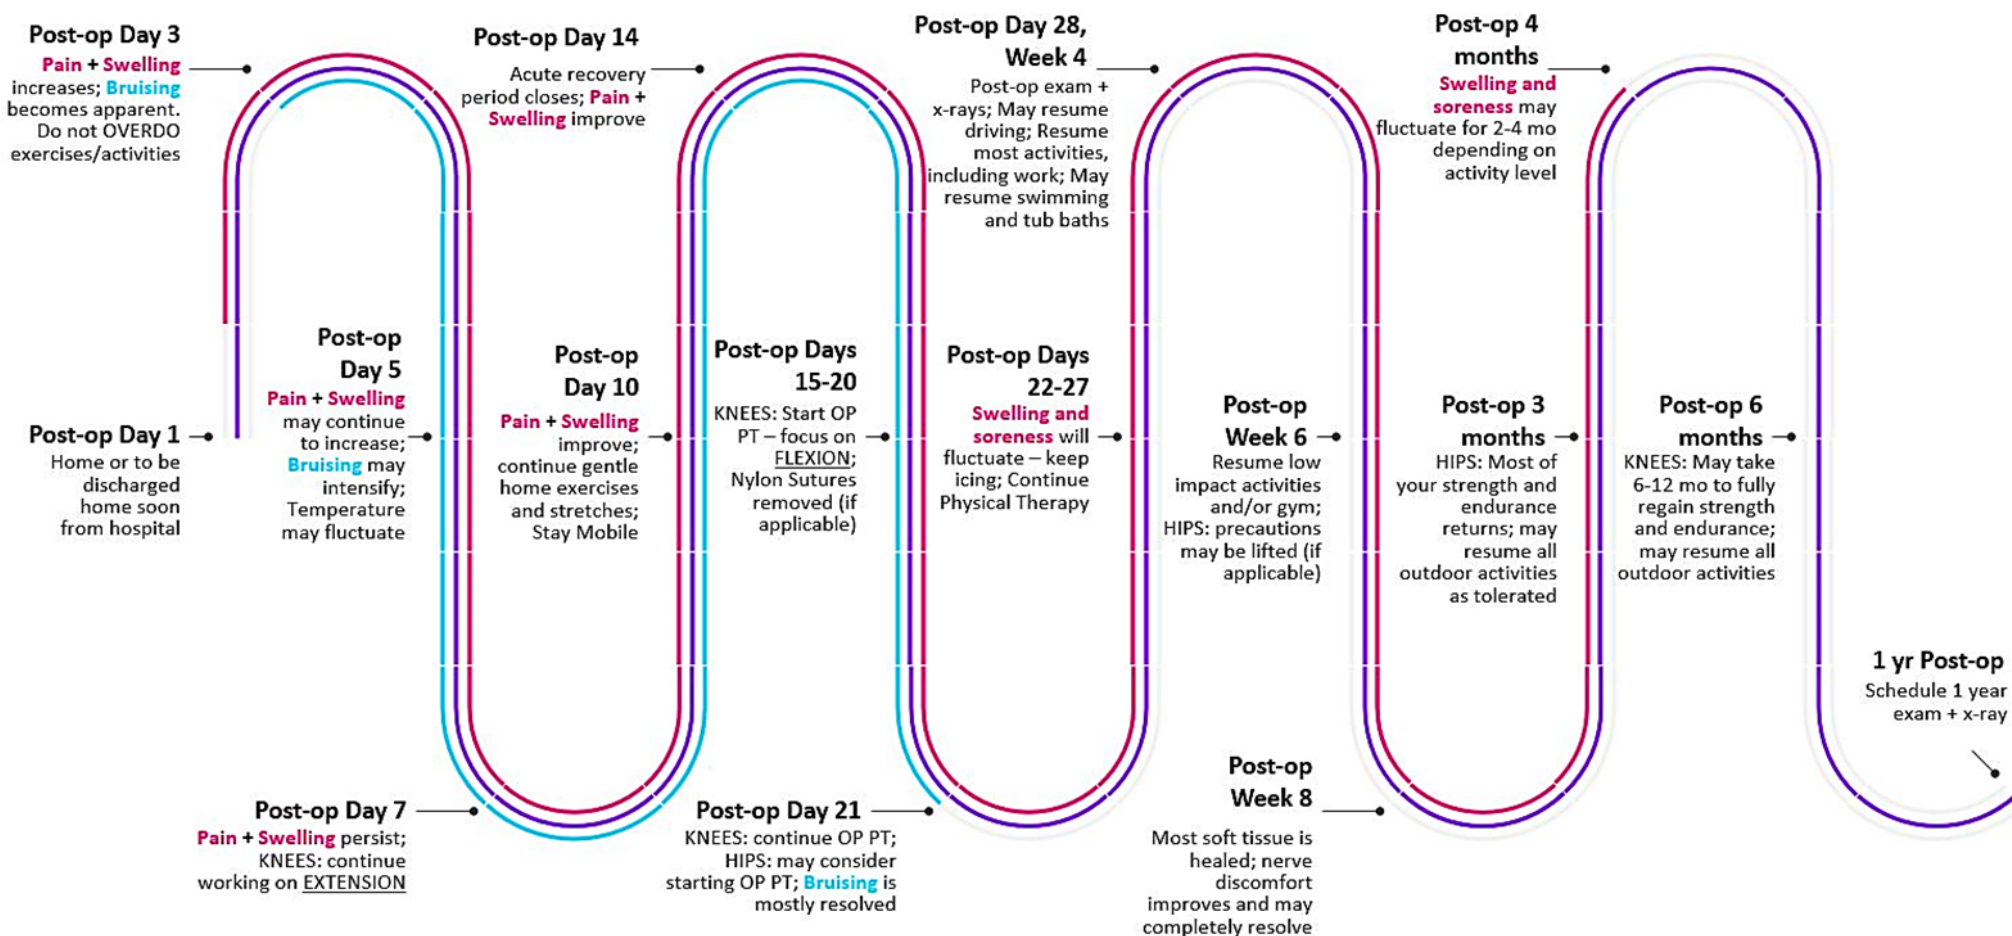 Post-op Day 3
Pain + Swelling
increases; Bruising
becomes apparent.
Do not OVERDO
exercises/activities
Post-op Day 1
Home or to be
discharged
home soon
from hospital
Post-op
Day 5
Pain + Swelling
may continue
to increase;
Bruising may
intensify;
Temperature
may fluctuate
Post-op Day 7
Pain + Swelling persist;
KNEES: continue
working on EXTENSION
Post-op Day 14
Acute recovery
period closes; Pain +
Swelling improve
Post-op
Day 10
Pain + Swelling
improve;
continue gentle
home exercises
and stretches;
Stay Mobile
Post-op Days
15-20
KNEES: Start OP
PT – focus on
FLEXION;
Nylon Sutures
removed (if
applicable)
Post-op Day 21
KNEES: continue OP PT;
HIPS: may consider
starting OP PT; Bruising is
mostly resolved
Post-op Days
22-27
Swelling and
soreness will
fluctuate – keep
icing; Continue
Physical Therapy
Post-op Day 28,
Week 4
Post-op exam +
x-rays; May resume
driving; Resume
most activities,
including work; May
resume swimming
and tub baths
Post-op
Week 6
Resume low
impact activities
and/or gym;
HIPS: precautions
may be lifted (if
applicable)
Post-op
Week 8
Most soft tissue is
healed; nerve
discomfort
improves and may
completely resolve
Post-op 3
months
HIPS: Most of
your strength and
endurance
returns; may
resume all
outdoor activities
as tolerated
Post-op 4
months
Swelling and
soreness may
fluctuate for 2-4 mo
depending on
activity level
Post-op 6
months
KNEES: May take
6-12 mo to fully
regain strength
and endurance;
may resume all
outdoor activities
1 yr Post-op
Schedule 1 year
exam + x-ray